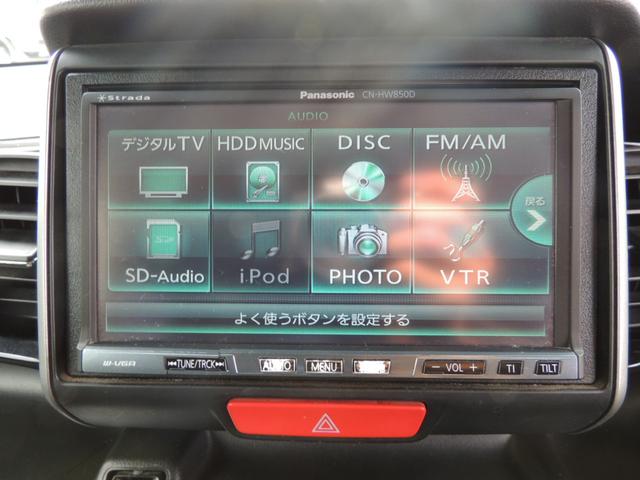 Strada Panasonic CN-HW850D
AUDIO
デジタルTV HDD MUSIC DISC FM/AM
戻る
SD-Audio iPod PHOTO VTR
よく使うボタンを設定する
W-VGA TUNE/TRCK AUDIO MENU − VOL + TI TILT